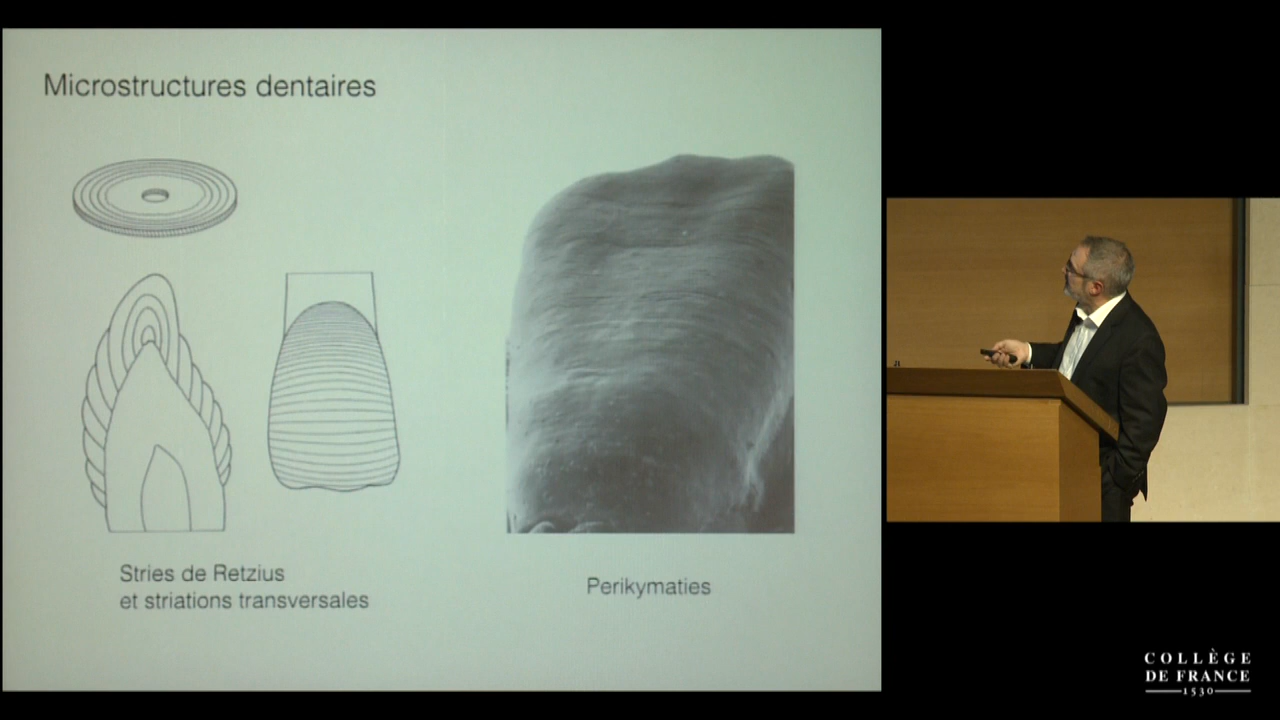 Microstructures dentaires
Stries de Retzius
et striations transversales
Perikymaties
COLLÈGE
DE FRANCE
1530